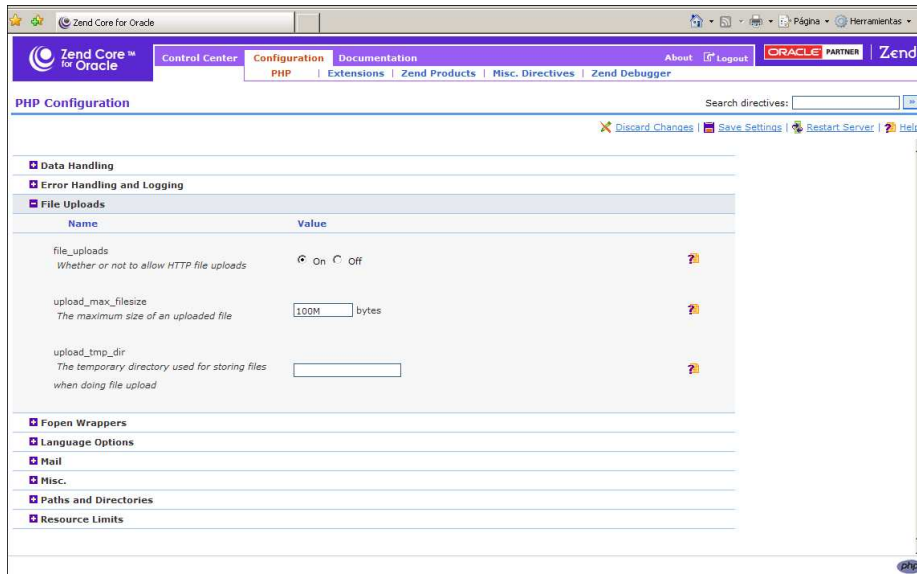 Zend Core for Oracle
Página Herramientas
Zend Core™
for Oracle
Control Center Configuration Documentation About Logout ORACLE PARTNER Zend
PHP | Extensions | Zend Products | Misc. Directives | Zend Debugger
PHP Configuration Search directives: »
Discard Changes | Save Settings | Restart Server | Help
Data Handling
Error Handling and Logging
File Uploads
Name Value
file_uploads
Whether or not to allow HTTP file uploads
On Off
upload_max_filesize
The maximum size of an uploaded file
100M bytes
upload_tmp_dir
The temporary directory used for storing files
when doing file upload
Fopen Wrappers
Language Options
Mail
Misc.
Paths and Directories
Resource Limits
php